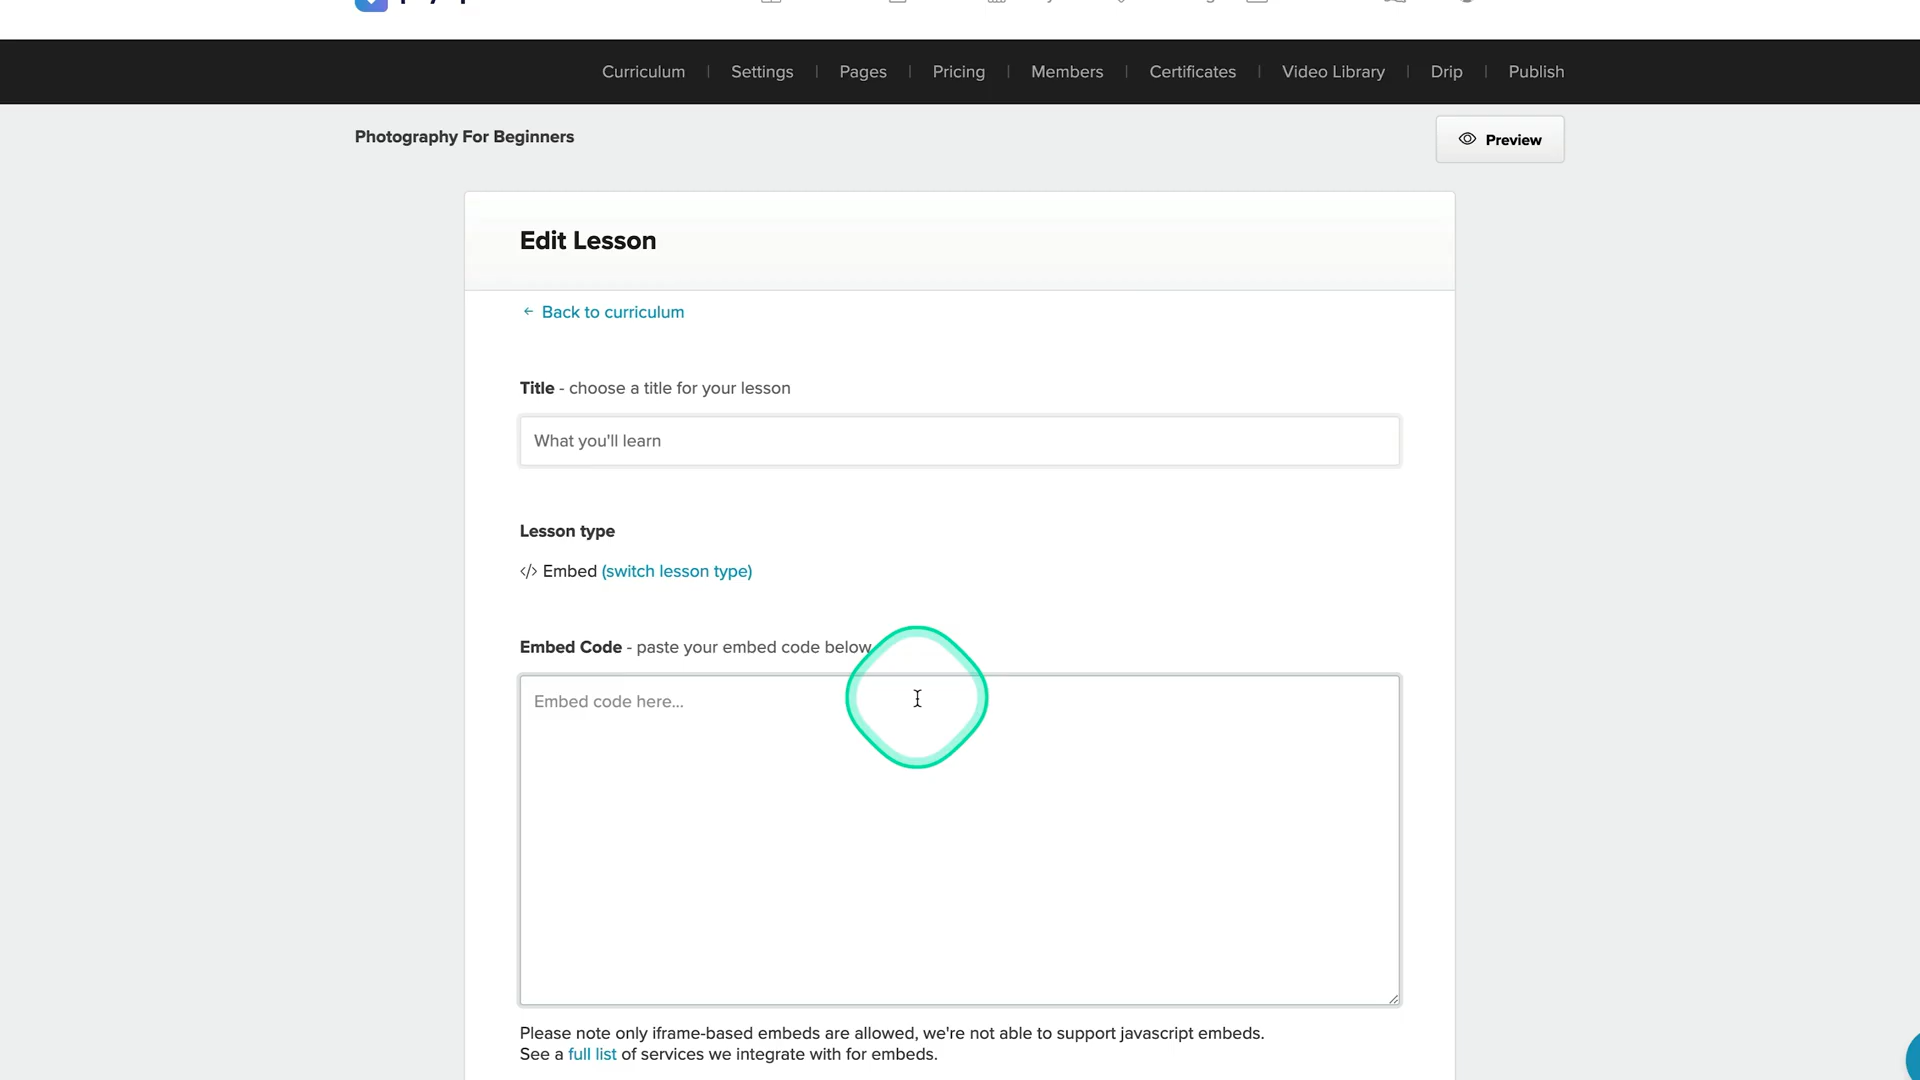 Curriculum | Settings | Pages | Pricing | Members | Certificates | Video Library | Drip | Publish
Photography For Beginners
Preview
Edit Lesson
← Back to curriculum
Title - choose a title for your lesson
What you'll learn
Lesson type
</> Embed (switch lesson type)
Embed Code - paste your embed code below
Embed code here...
Please note only iframe-based embeds are allowed, we're not able to support javascript embeds.
See a full list of services we integrate with for embeds.